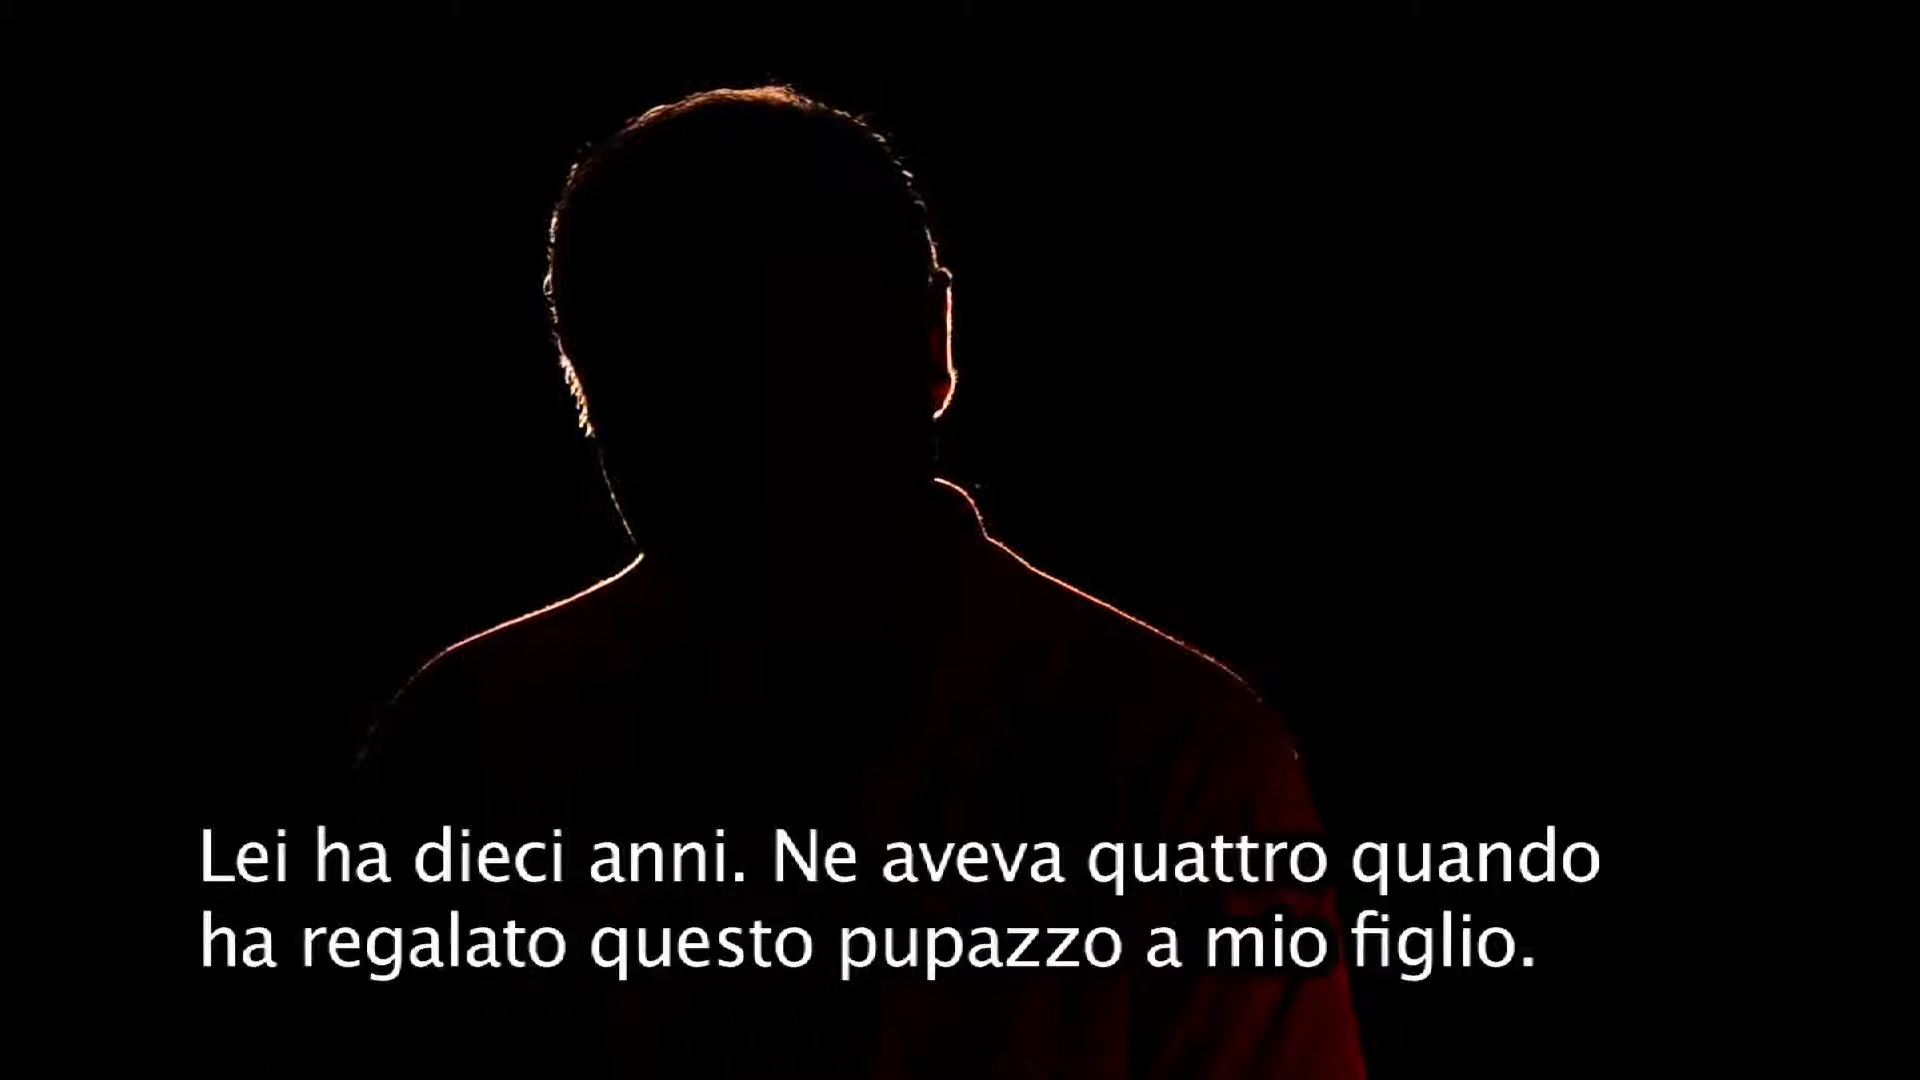 Lei ha dieci anni. Ne aveva quattro quando
ha regalato questo pupazzo a mio figlio.